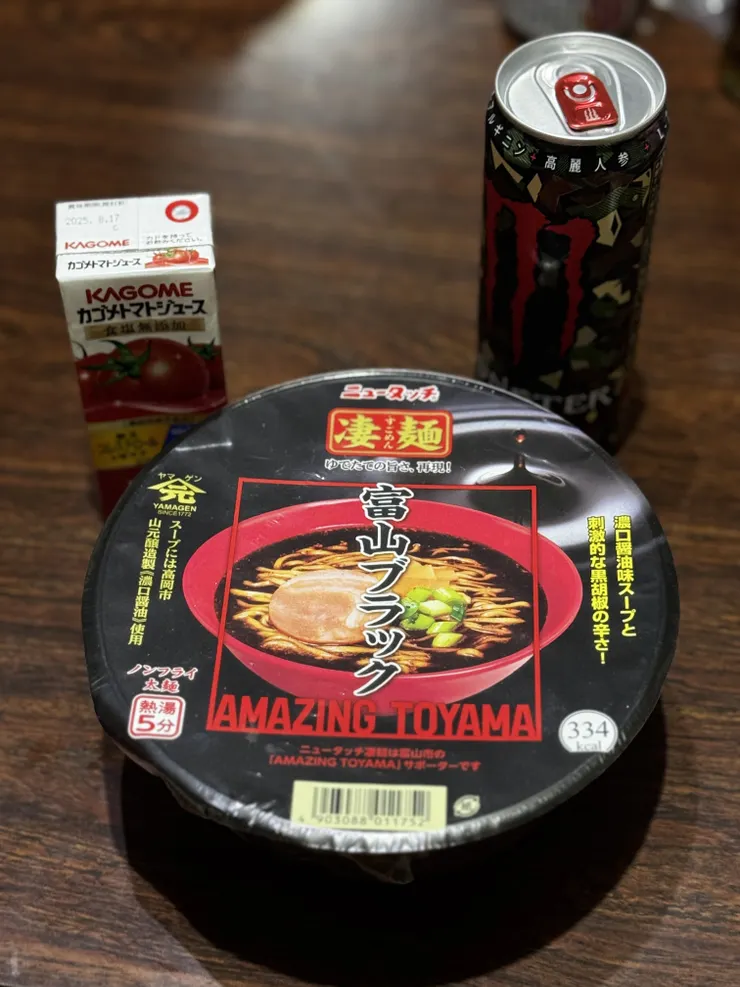 2025. 8.17
KAGOME
カゴメトマトジュース
KAGOME
カゴメトマトジュース
食塩無添加
ルギニン+高麗人参+L
ニュータッチ
凄麺
すごめん
ゆでたての旨さ、再現!
ヤマ ゲン
YAMAGEN
SINCE1772
スープには高岡市
山元醸造製《濃口醤油》使用
富山ブラック
濃口醤油味スープと
刺激的な黒胡椒の辛さ!
ノンフライ
太麺
熱湯
5分
AMAZING TOYAMA
334
kcal
ニュータッチ凄麺は富山市の
「AMAZING TOYAMA」サポーターです
4 903088 011752